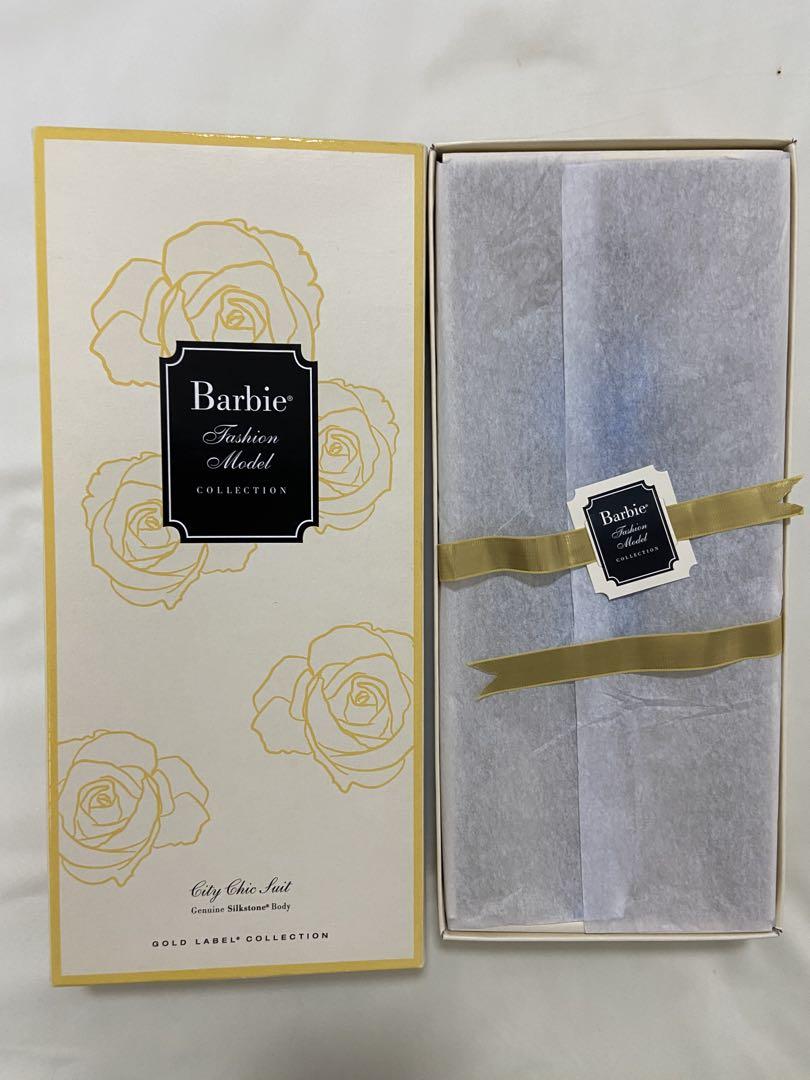 Barbie®
Fashion
Model
COLLECTION
City Chic Suit
Genuine Silkstone® Body
GOLD LABEL® COLLECTION
Barbie®
Fashion
Model
COLLECTION